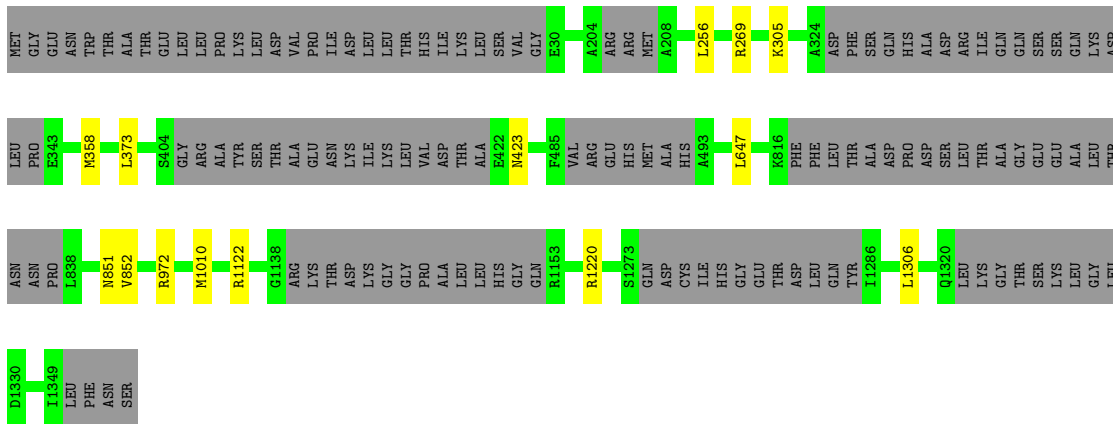 MET GLY GLU ASN TRP THR ALA THR GLU LEU LEU PRO LYS LEU ASP VAL PRO ILE ASP LEU LEU THR HIS ILE LYS LEU SER VAL GLY E30 A204 ARG ARG MET A208 L256 R269 K305 A324 ASP PHE SER GLN HIS ALA ASP ARG ILE GLN GLN SER SER GLN LYS ASP
LEU PRO E343 M358 L373 S404 GLY ARG ALA TYR SER THR ALA GLU ASN LYS ILE LYS LEU VAL ASP THR ALA E422 N423 F485 VAL ARG GLU HIS MET ALA HIS A493 L647 K816 PHE PHE LEU THR ALA ASP PRO ASP SER LEU THR ALA GLY GLU GLU ALA LEU THR
ASN ASN PRO L838 N851 V852 R972 M1010 R1122 G1138 ARG LYS THR ASP LYS GLY GLY PRO ALA LEU LEU HIS GLY GLN R1153 R1220 S1273 GLN ASP CYS ILE HIS GLY GLU THR ASP LEU GLN TYR I1286 L1306 Q1320 LEU LYS GLY THR SER LYS LEU GLY LEU
D1330 I1349 LEU PHE ASN SER